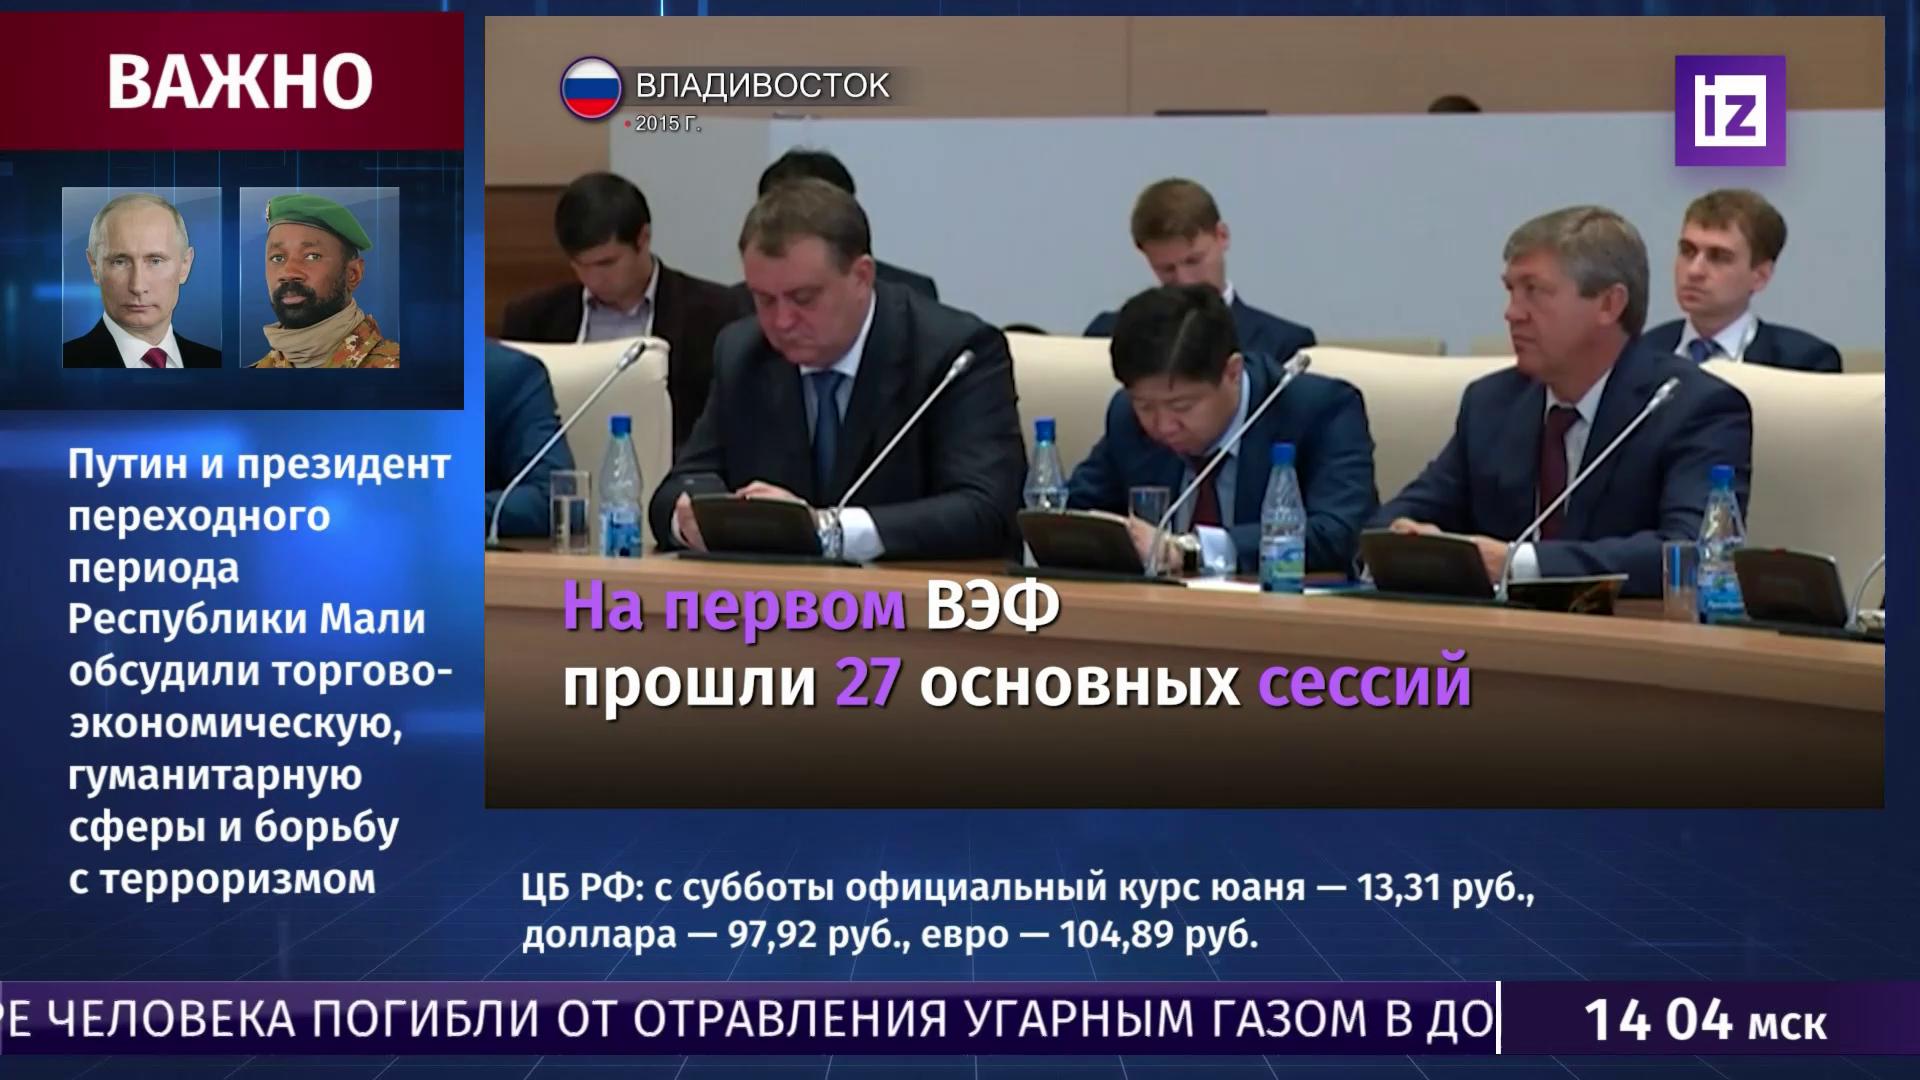 ВАЖНО
Путин и президент
переходного
периода
Республики Мали
обсудили торгово-
экономическую,
гуманитарную
сферы и борьбу
с терроризмом
ВЛАДИВОСТОК
2015 Г.
iz
На первом ВЭФ
прошли 27 основных сессий
ЦБ РФ: с субботы официальный курс юаня — 13,31 руб.,
доллара — 97,92 руб., евро — 104,89 руб.
РЕ ЧЕЛОВЕКА ПОГИБЛИ ОТ ОТРАВЛЕНИЯ УГАРНЫМ ГАЗОМ В ДО
14 04 мск